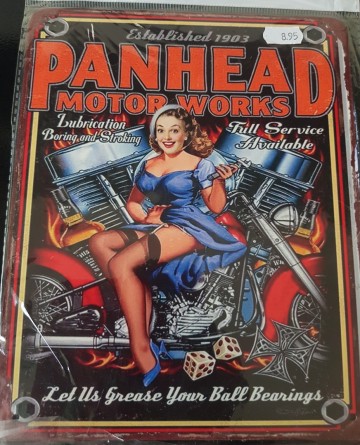 Established 1903
8.95
PANHEAD
MOTOR WORKS
Lubrication
Boring and Stroking
Full Service
Available
Let Us Grease Your Ball Bearings